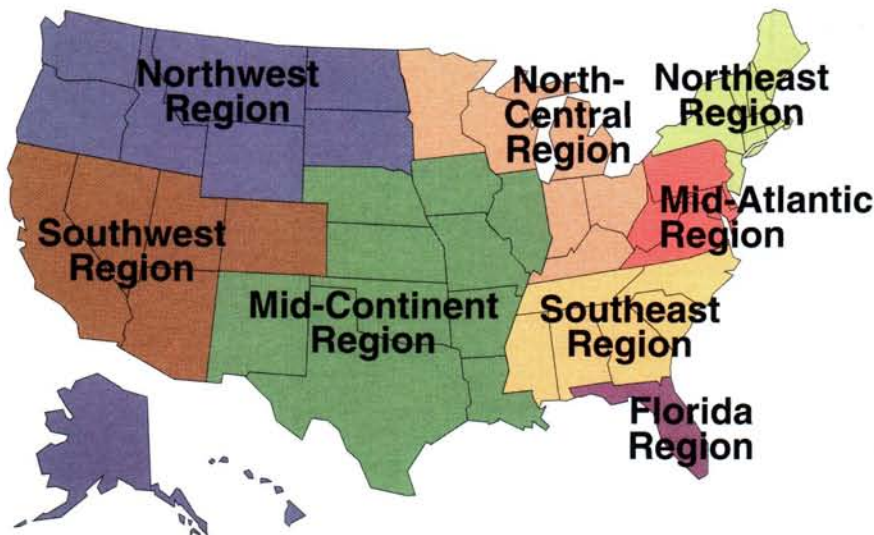 Northwest
Region
North-
Central
Region
Northeast
Region
Mid-Atlantic
Region
Southwest
Region
Mid-Continent
Region
Southeast
Region
Florida
Region